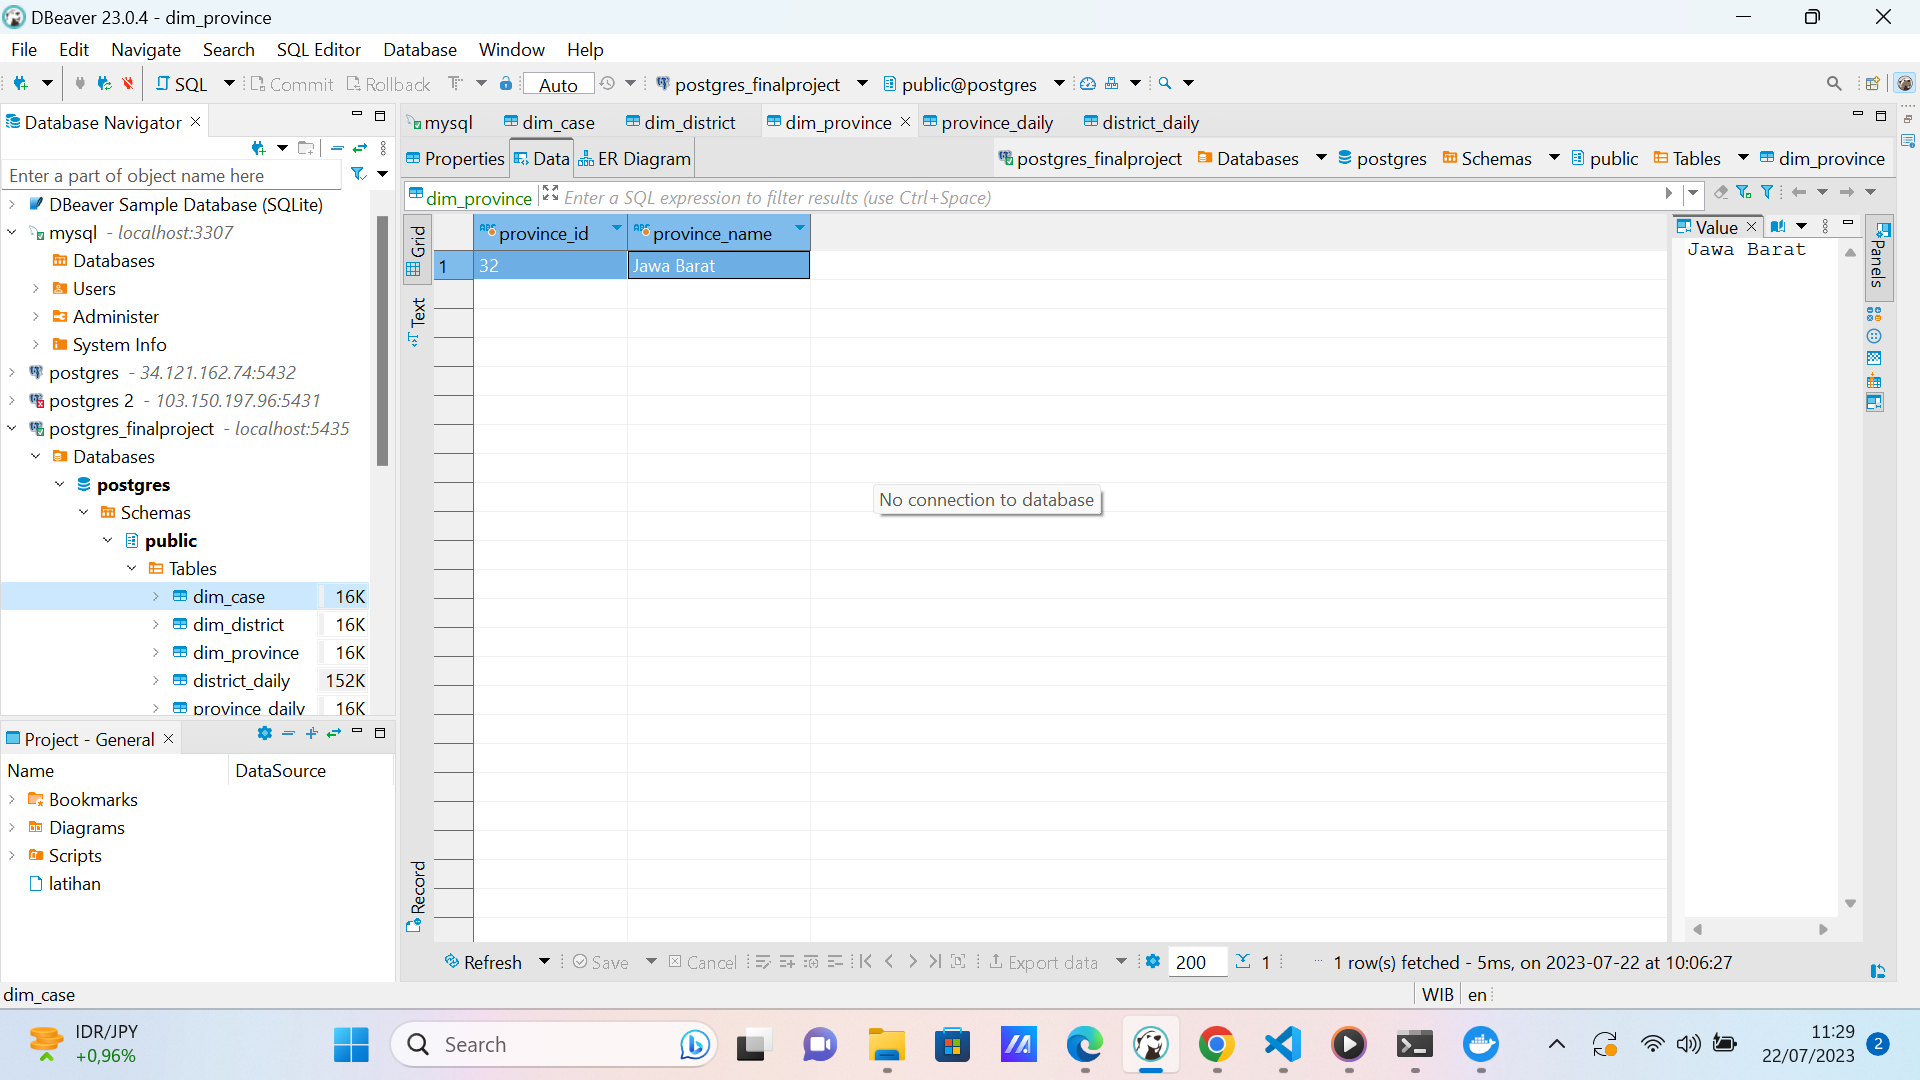 DBeaver 23.0.4 - dim_province
File Edit Navigate Search SQL Editor Database Window Help
SQL Commit Rollback Auto postgres_finalproject public@postgres
Database Navigator
Enter a part of object name here
DBeaver Sample Database (SQLite)
mysql - localhost:3307
Databases
Users
Administer
System Info
postgres - 34.121.162.74:5432
postgres 2 - 103.150.197.96:5431
postgres_finalproject - localhost:5435
Databases
postgres
Schemas
public
Tables
dim_case 16K
dim_district 16K
dim_province 16K
district_daily 152K
province_daily 16K
Project - General
Name DataSource
Bookmarks
Diagrams
Scripts
latihan
mysql dim_case dim_district dim_province province_daily district_daily
Properties Data ER Diagram postgres_finalproject Databases postgres Schemas public Tables dim_province
dim_province Enter a SQL expression to filter results (use Ctrl+Space)
Grid
Text
Record
province_id province_name
1 32 Jawa Barat
No connection to database
Value
Jawa Barat
Panels
Refresh Save Cancel Export data 200 1 1 row(s) fetched - 5ms, on 2023-07-22 at 10:06:27
dim_case WIB en
IDR/JPY
+0,96%
Search
11:29
22/07/2023
2